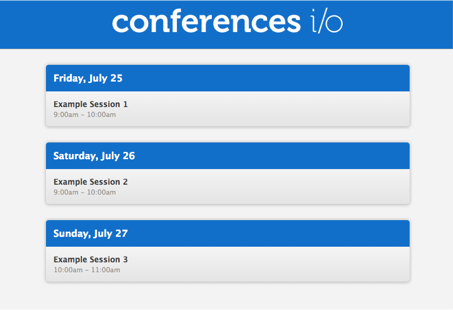 conferences i/o
Friday, July 25
Example Session 1
9:00am - 10:00am
Saturday, July 26
Example Session 2
9:00am - 10:00am
Sunday, July 27
Example Session 3
10:00am - 11:00am